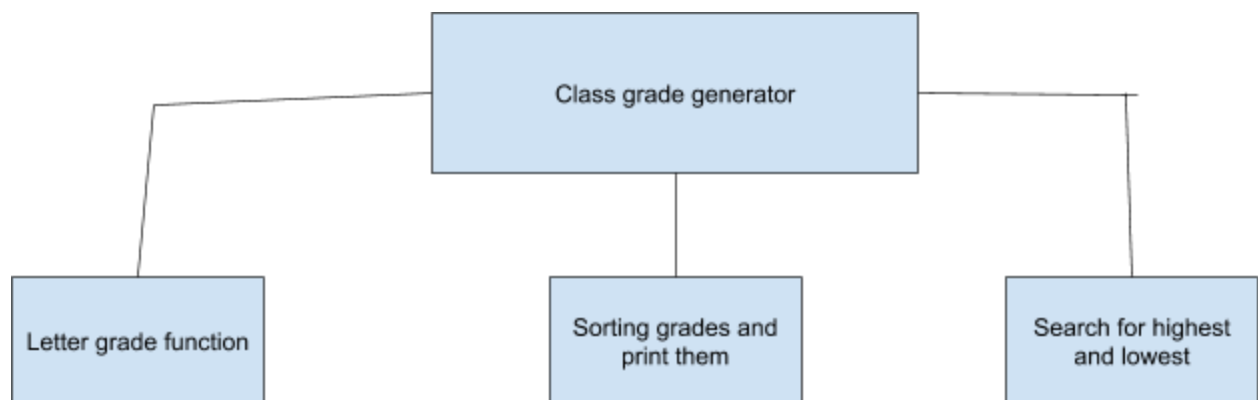 Class grade generator
Letter grade function
Sorting grades and
print them
Search for highest
and lowest